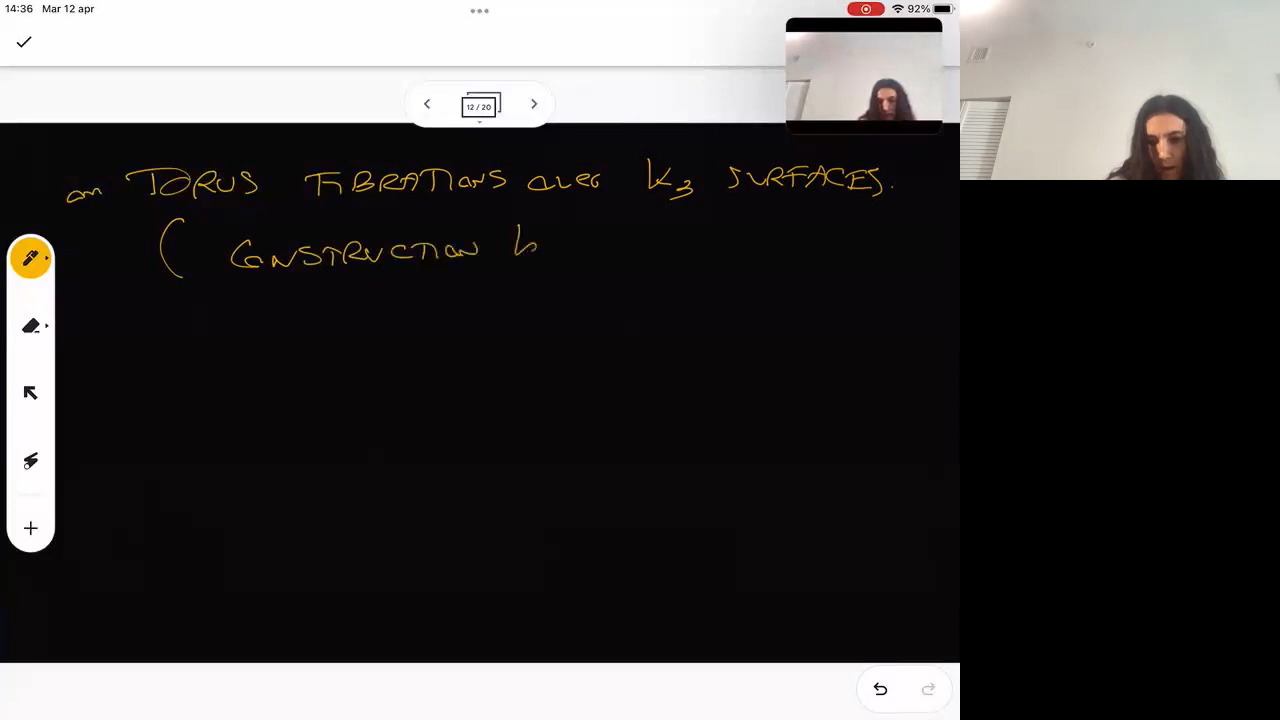 14:36 Mar 12 apr
92%
12 / 20
on TORUS FIBRATIONS over K3 SURFACES.
( CONSTRUCTION b